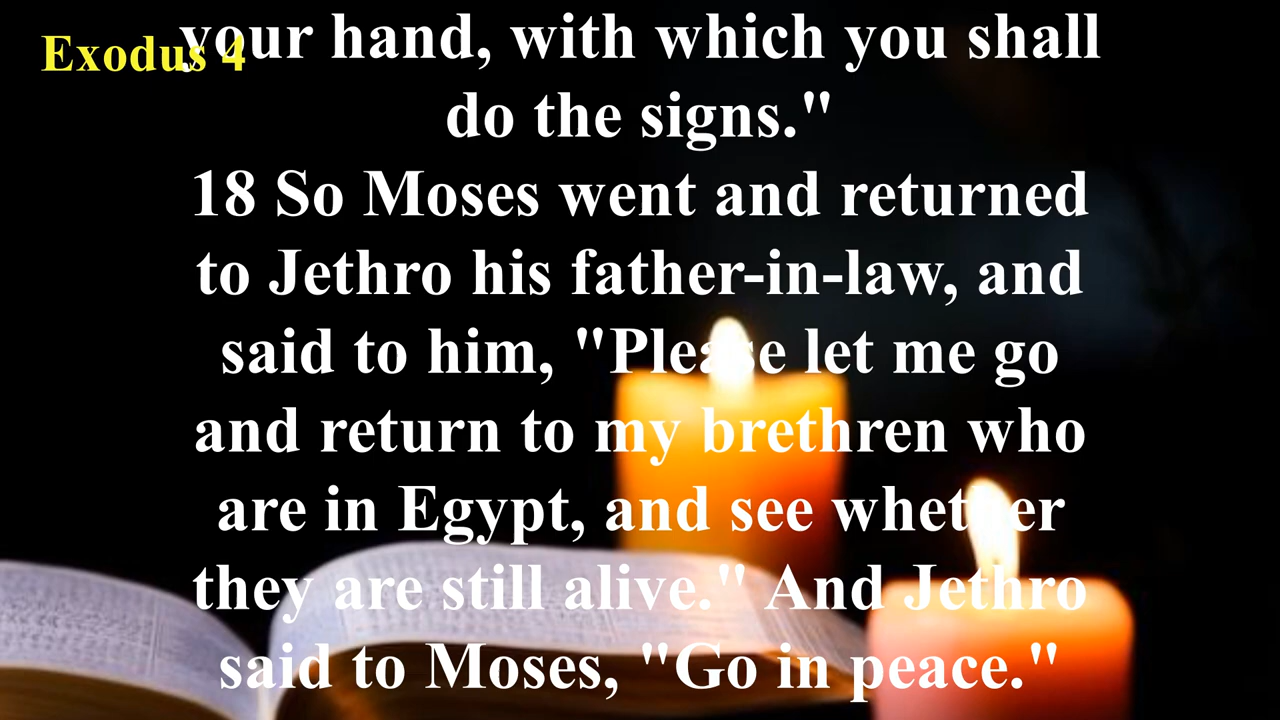 Exodus 4
your hand, with which you shall
do the signs."
18 So Moses went and returned
to Jethro his father-in-law, and
said to him, "Please let me go
and return to my brethren who
are in Egypt, and see whether
they are still alive." And Jethro
said to Moses, "Go in peace."